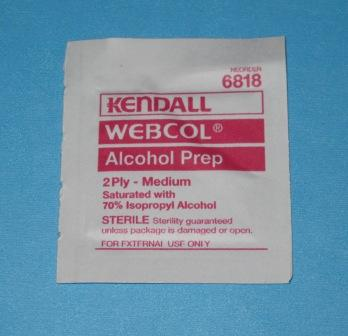 REORDER
6818
KENDALL
WEBCOL®
Alcohol Prep
2 Ply - Medium
Saturated with
70% Isopropyl Alcohol
STERILE Sterility guaranteed
unless package is damaged or open.
FOR EXTERNAL USE ONLY